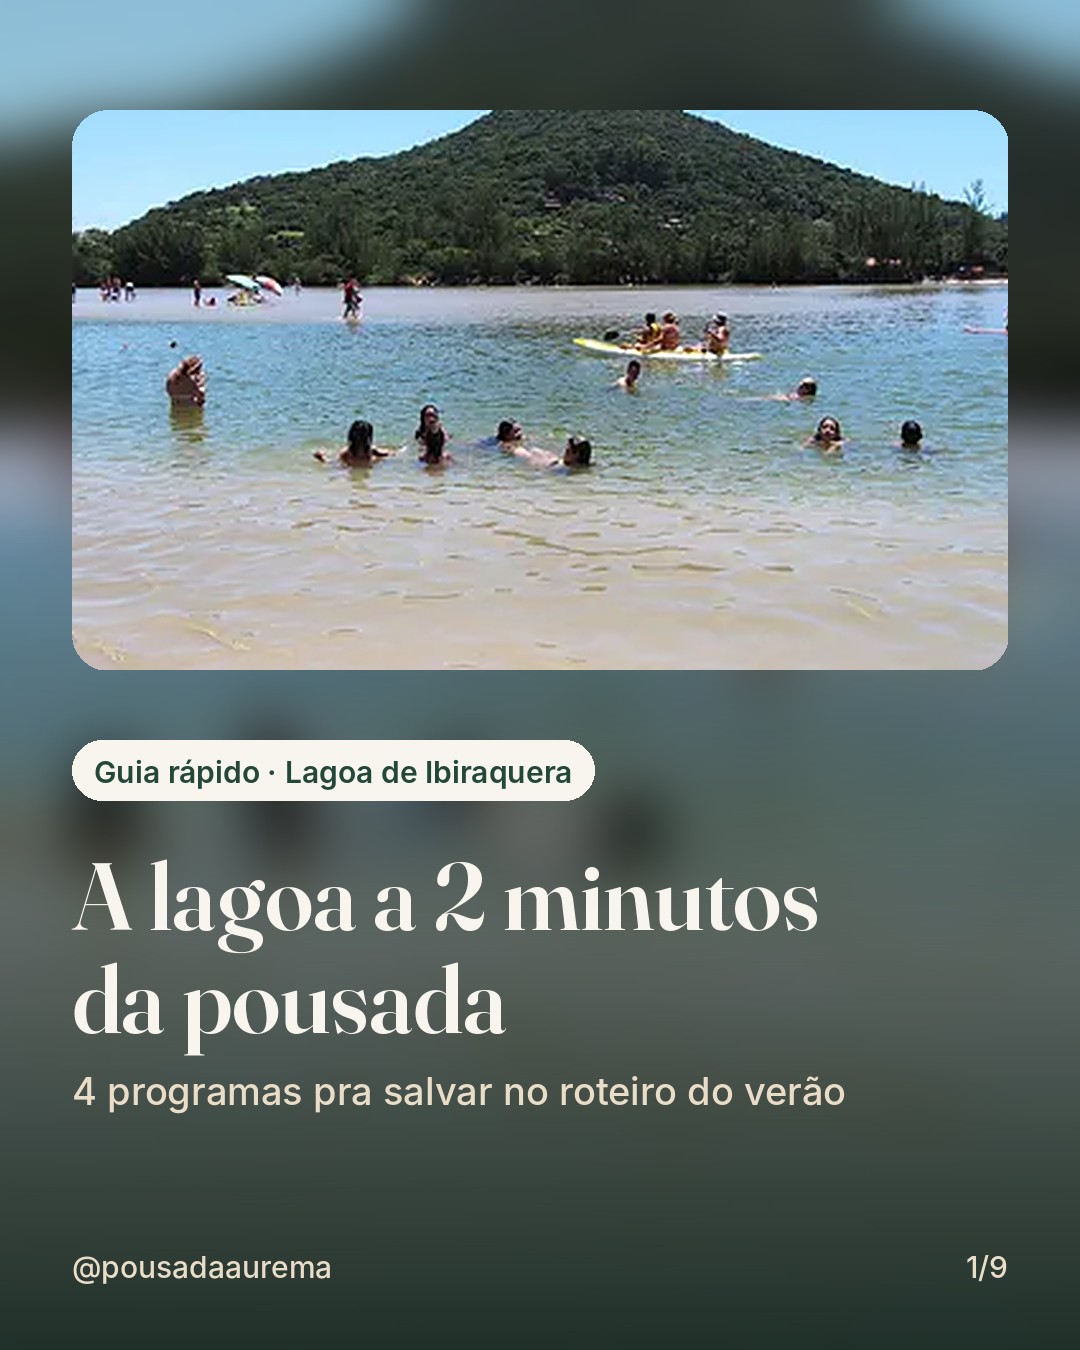 Guia rápido · Lagoa de Ibiraquera
A lagoa a 2 minutos
da pousada
4 programas pra salvar no roteiro do verão
@pousadaaurema
1/9